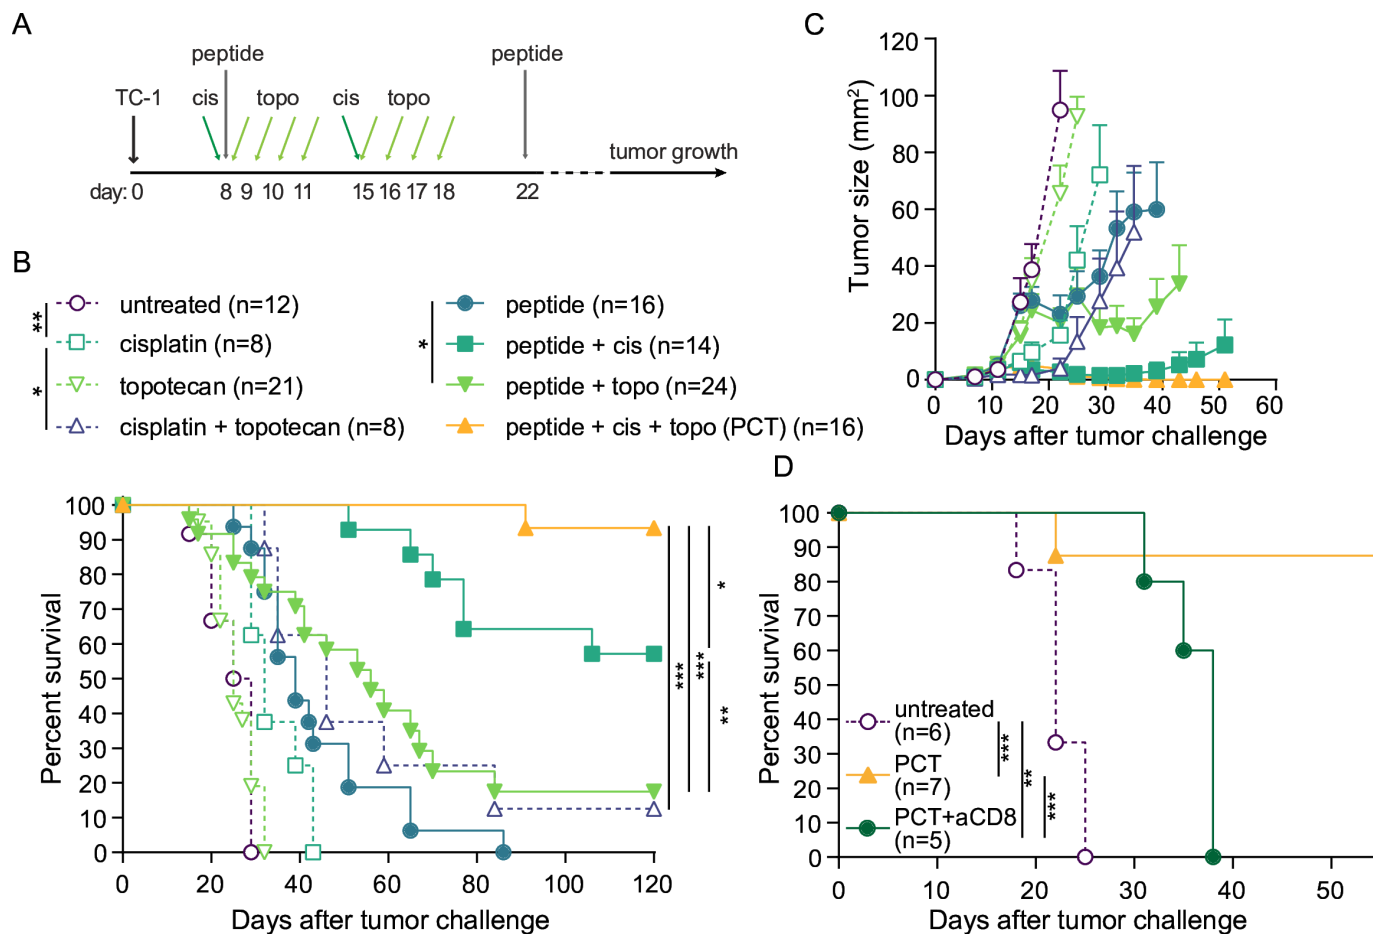 A
peptide
peptide
TC-1
cis
topo
cis
topo
tumor growth
day: 0
8 9 10 11
15 16 17 18
22
B
** untreated (n=12)
cisplatin (n=8)
* topotecan (n=21)
cisplatin + topotecan (n=8)
* peptide (n=16)
peptide + cis (n=14)
peptide + topo (n=24)
peptide + cis + topo (PCT) (n=16)
100
90
80
70
60
50
40
30
20
10
0
Percent survival
0 20 40 60 80 100 120
Days after tumor challenge
***
***
*
**
C
120
100
80
60
40
20
0
Tumor size (mm²)
0 10 20 30 40 50 60
Days after tumor challenge
D
100
90
80
70
60
50
40
30
20
10
0
Percent survival
untreated
(n=6)
PCT
(n=7)
PCT+aCD8
(n=5)
***
**
***
0 10 20 30 40 50
Days after tumor challenge